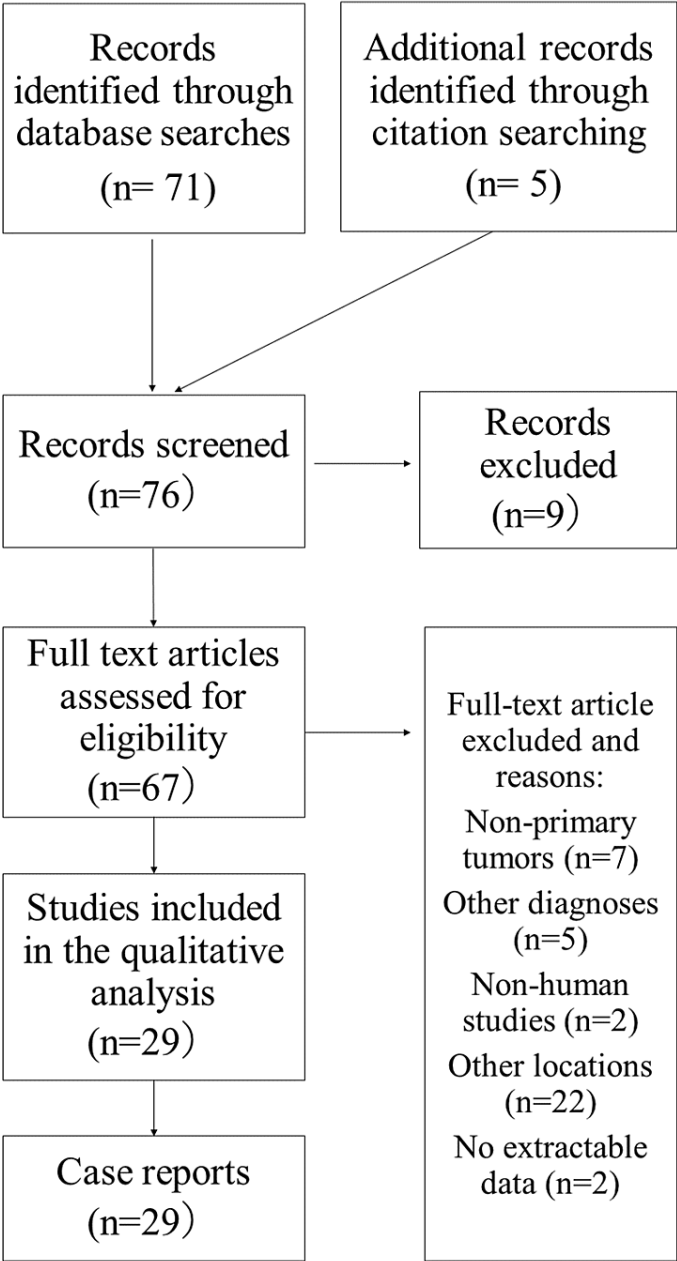 Records
identified through
database searches
(n= 71)
Additional records
identified through
citation searching
(n= 5)
Records screened
(n=76）
Records
excluded
(n=9）
Full text articles
assessed for
eligibility
(n=67）
Full-text article
excluded and
reasons:
Non-primary
tumors (n=7)
Other diagnoses
(n=5)
Non-human
studies (n=2)
Other locations
(n=22)
No extractable
data (n=2)
Studies included
in the qualitative
analysis
(n=29）
Case reports
(n=29）